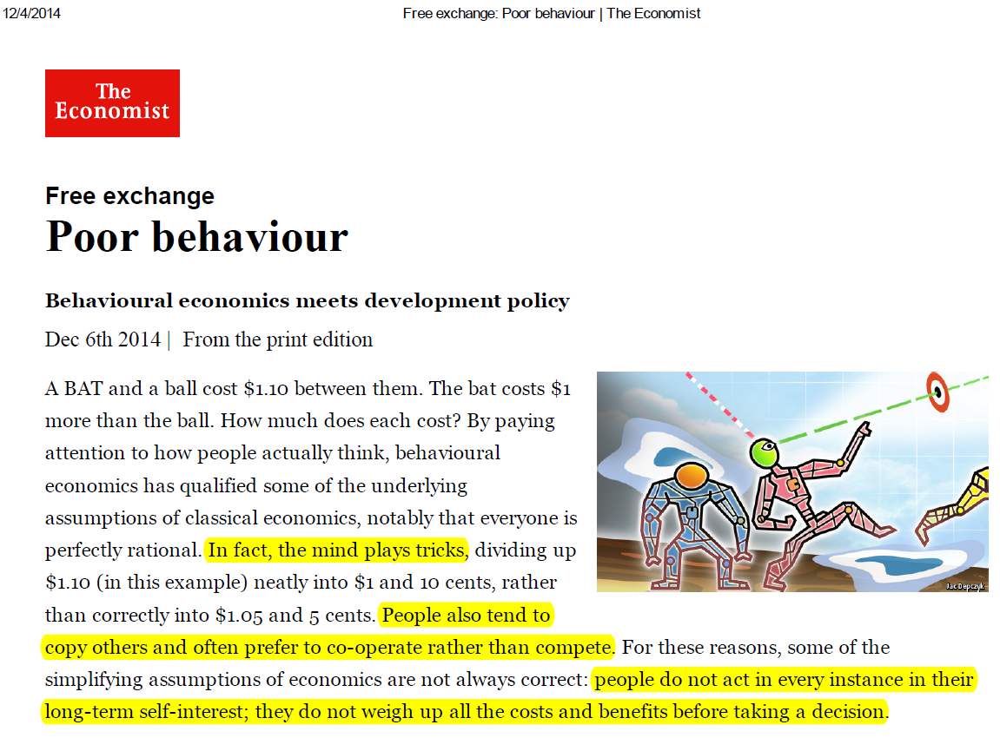 12/4/2014
Free exchange: Poor behaviour | The Economist
The
Economist
Free exchange
Poor behaviour
Behavioural economics meets development policy
Dec 6th 2014 | From the print edition
A BAT and a ball cost $1.10 between them. The bat costs $1
more than the ball. How much does each cost? By paying
attention to how people actually think, behavioural
economics has qualified some of the underlying
assumptions of classical economics, notably that everyone is
perfectly rational. In fact, the mind plays tricks, dividing up
$1.10 (in this example) neatly into $1 and 10 cents, rather
than correctly into $1.05 and 5 cents. People also tend to
copy others and often prefer to co-operate rather than compete. For these reasons, some of the
simplifying assumptions of economics are not always correct: people do not act in every instance in their
long-term self-interest; they do not weigh up all the costs and benefits before taking a decision.
Jac Depczyk